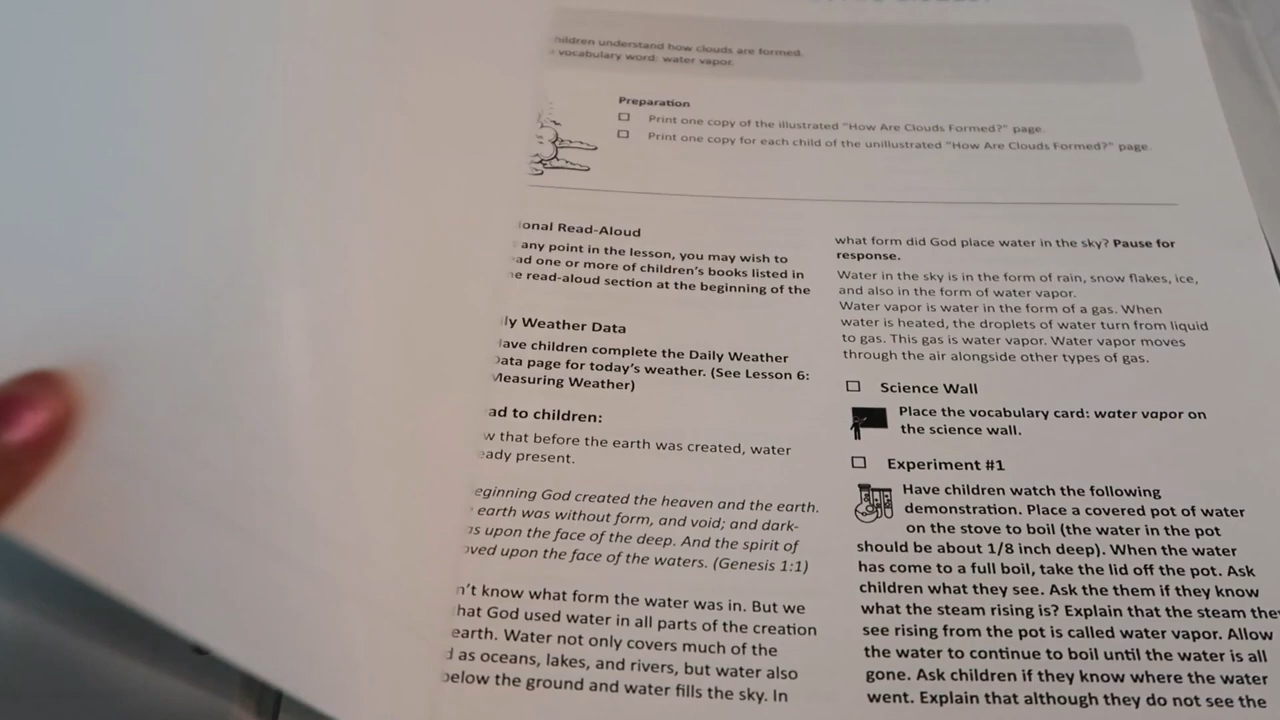 understand how clouds are formed.
vocabulary word: water vapor.
Preparation
Print one copy of the illustrated "How Are Clouds Formed?" page.
Print one copy for each child of the unillustrated "How Are Clouds Formed?" page.
Read-Aloud
any point in the lesson, you may wish to
one or more of children's books listed in
read-aloud section at the beginning of the
Weather Data
children complete the Daily Weather
page for today's weather. (See Lesson 6:
Measuring Weather)
to children:
that before the earth was created, water
present.
God created the heaven and the earth.
earth was without form, and void; and dark-
upon the face of the deep. And the spirit of
upon the face of the waters. (Genesis 1:1)
know what form the water was in. But we
God used water in all parts of the creation
earth. Water not only covers much of the
as oceans, lakes, and rivers, but water also
below the ground and water fills the sky. In
what form did God place water in the sky? Pause for
response.
Water in the sky is in the form of rain, snow flakes, ice,
and also in the form of water vapor.
Water vapor is water in the form of a gas. When
water is heated, the droplets of water turn from liquid
to gas. This gas is water vapor. Water vapor moves
through the air alongside other types of gas.
Science Wall
Place the vocabulary card: water vapor on
the science wall.
Experiment #1
Have children watch the following
demonstration. Place a covered pot of water
on the stove to boil (the water in the pot
should be about 1/8 inch deep). When the water
has come to a full boil, take the lid off the pot. Ask
children what they see. Ask the them if they know
what the steam rising is? Explain that the steam they
see rising from the pot is called water vapor. Allow
the water to continue to boil until the water is all
gone. Ask children if they know where the water
went. Explain that although they do not see the